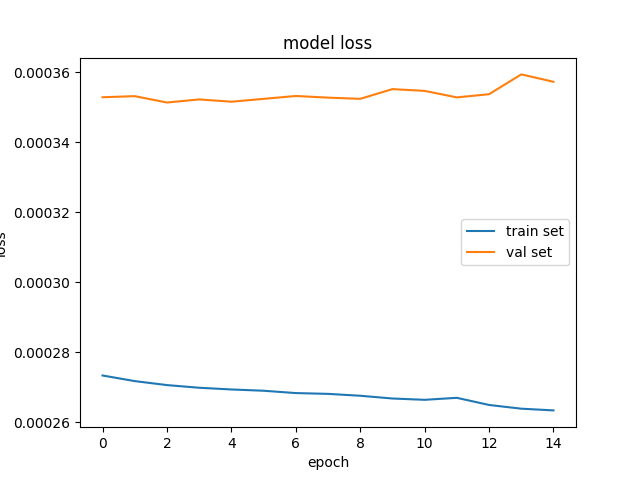 model loss
0.00036
0.00034
0.00032
0.00030
0.00028
0.00026
loss
train set
val set
0 2 4 6 8 10 12 14
epoch